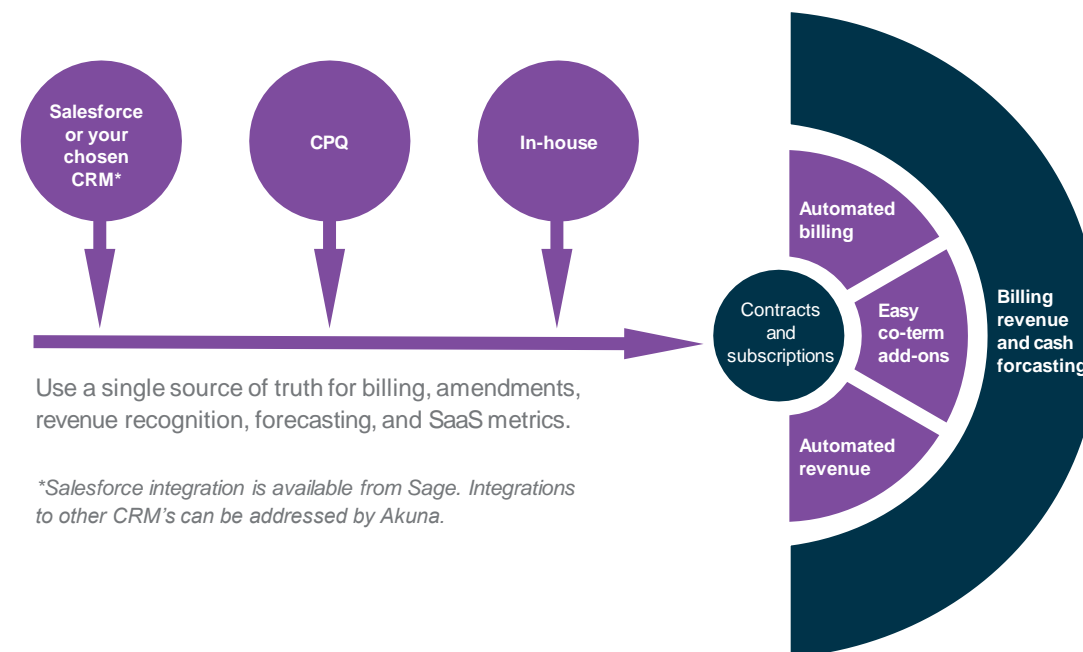 Salesforce
or your
chosen
CRM*
CPQ
In-house
Automated
billing
Contracts
and
subscriptions
Easy
co-term
add-ons
Billing
revenue
and cash
forcasting
Automated
revenue
Use a single source of truth for billing, amendments,
revenue recognition, forecasting, and SaaS metrics.
*Salesforce integration is available from Sage. Integrations
to other CRM's can be addressed by Akuna.